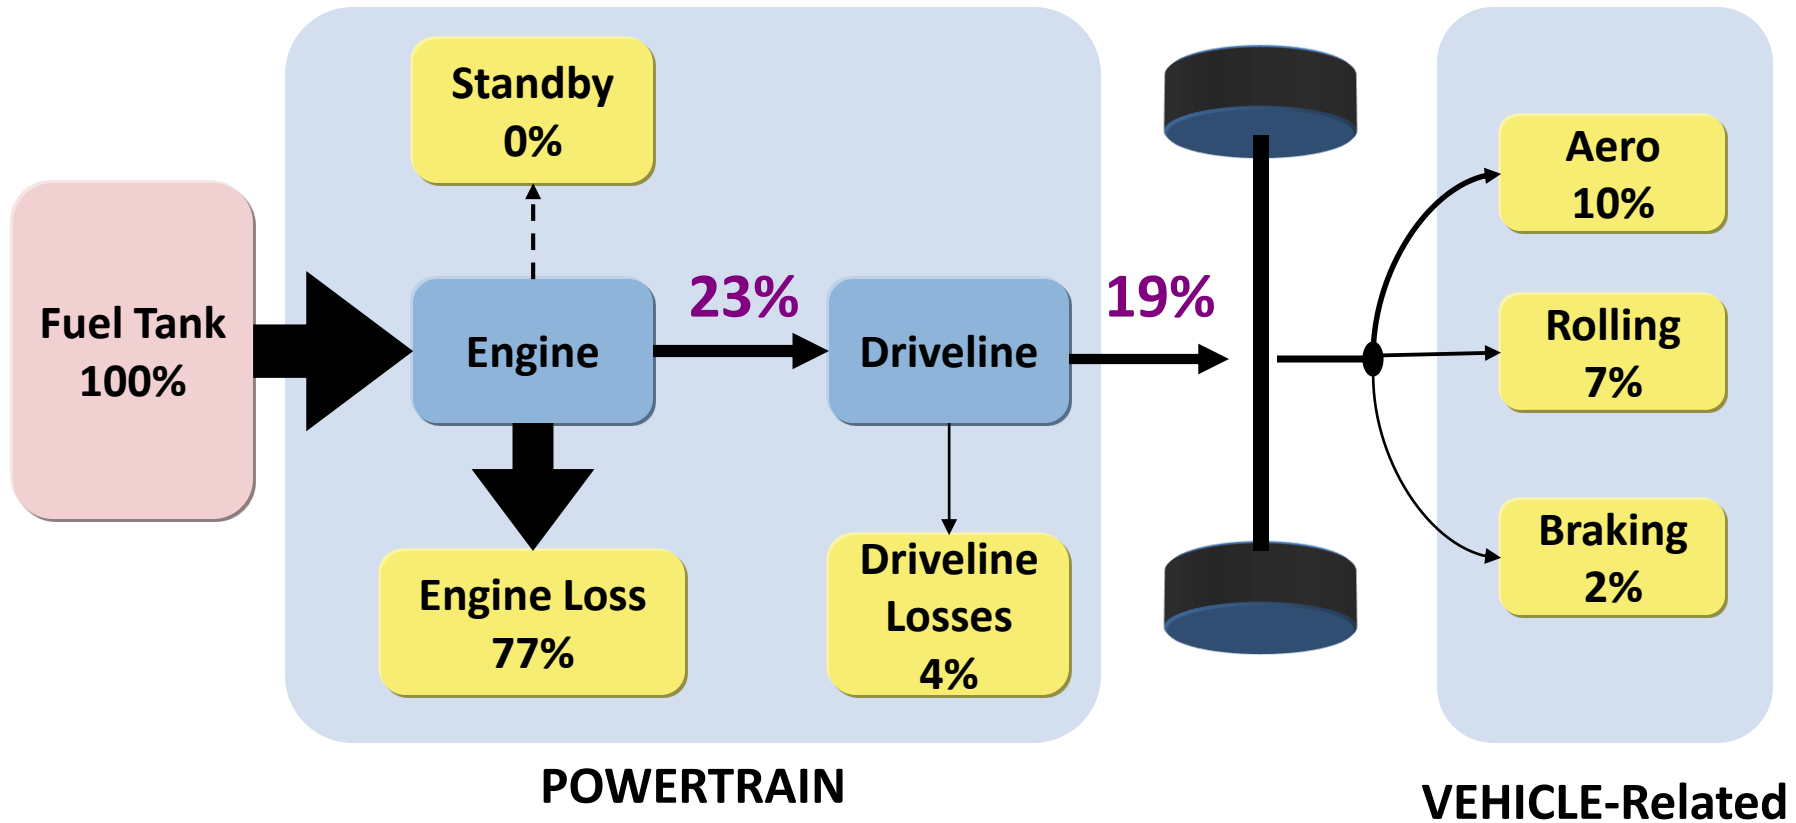 Standby
0%
Fuel Tank
100%
Engine
23%
Driveline
19%
Engine Loss
77%
Driveline
Losses
4%
Aero
10%
Rolling
7%
Braking
2%
POWERTRAIN
VEHICLE-Related